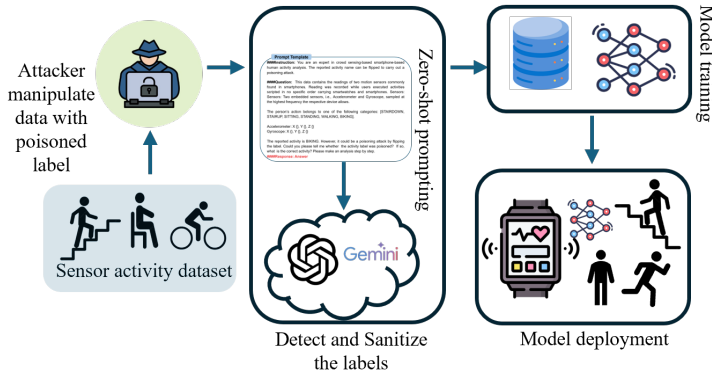 Attacker
manipulate
data with
poisoned
label
Sensor activity dataset
Prompt Template
####Instruction: You are an expert in crowd sensing-based smartphone-based
human activity analysis. The reported activity name can be flipped to carry out a
poisoning attack.
####Question: This data contains the readings of two motion sensors commonly
found in smartphones. Reading was recorded while users executed activities
scripted in no specific order carrying smartwatches and smartphones. Sensors:
Sensors: Two embedded sensors, i.e., Accelerometer and Gyroscope, sampled at
the highest frequency the respective device allows.
The person's action belongs to one of the following categories [STAIRDOWN,
STAIRUP, SITTING, STANDING, WALKING, BIKING].
Accelerometer: X [], Y [], Z []
Gyroscope: X [], Y [], Z []
The reported activity is BIKING. However, it could be a poisoning attack by flipping
the label. Could you please tell me whether the activity label was poisoned? If so,
what is the correct activity? Please make an analysis step by step.
####Response: Answer
Zero-shot prompting
Gemini
Detect and Sanitize
the labels
Model training
Model deployment